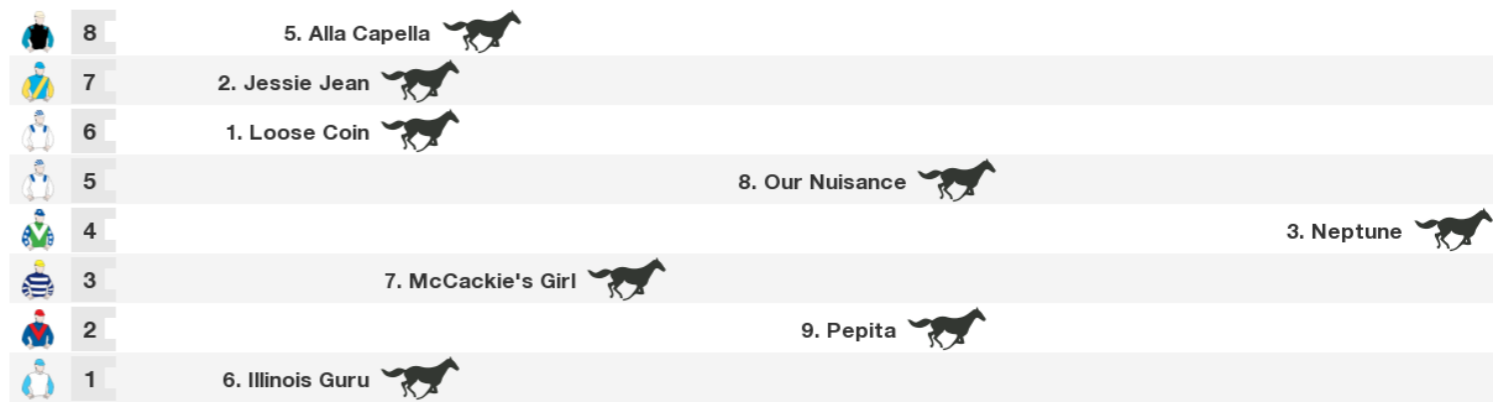 8 5. Alla Capella
7 2. Jessie Jean
6 1. Loose Coin
5 8. Our Nuisance
4 3. Neptune
3 7. McCackie's Girl
2 9. Pepita
1 6. Illinois Guru